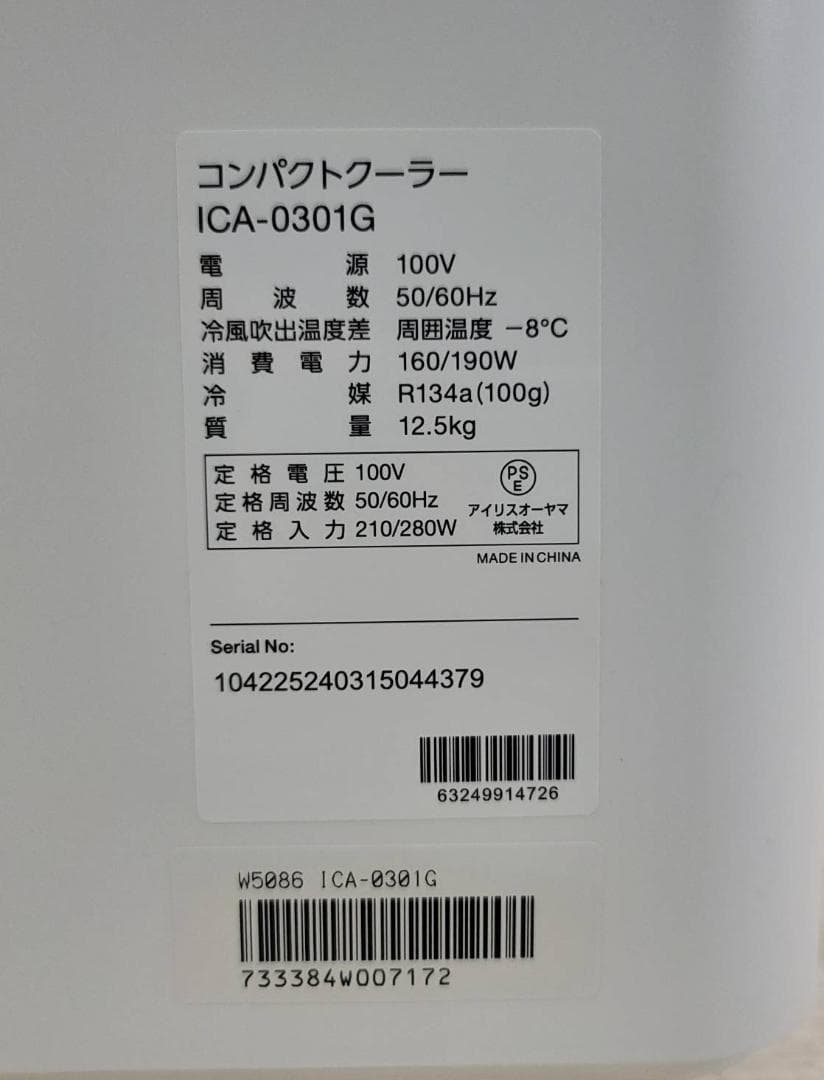 コンパクトクーラー
ICA-0301G
電源 100V
周波数 50/60Hz
冷風吹出温度差 周囲温度 −8℃
消費電力 160/190W
冷媒 R134a(100g)
質量 12.5kg
定格電圧 100V
定格周波数 50/60Hz
定格入力 210/280W
PS
E
アイリスオーヤマ
株式会社
MADE IN CHINA
Serial No:
104225240315044379
63249914726
W5086 ICA-0301G
733384W007172